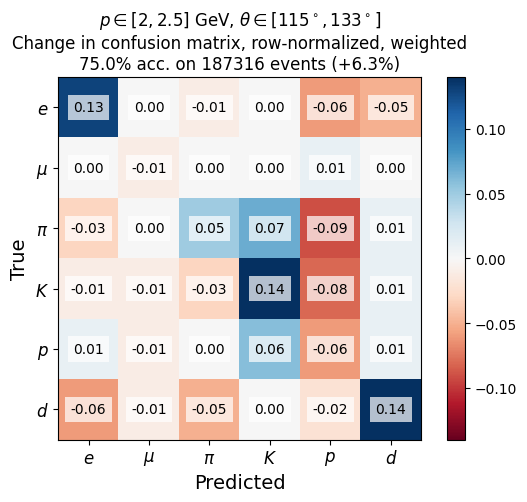 p ∈ [2, 2.5] GeV, θ ∈ [115°, 133°]
Change in confusion matrix, row-normalized, weighted
75.0% acc. on 187316 events (+6.3%)
e 0.13 0.00 -0.01 0.00 -0.06 -0.05
μ 0.00 -0.01 0.00 0.00 0.01 0.00
π -0.03 0.00 0.05 0.07 -0.09 0.01
K -0.01 -0.01 -0.03 0.14 -0.08 0.01
p 0.01 -0.01 0.00 0.06 -0.06 0.01
d -0.06 -0.01 -0.05 0.00 -0.02 0.14
e μ π K p d
Predicted
True
0.10
0.05
0.00
−0.05
−0.10